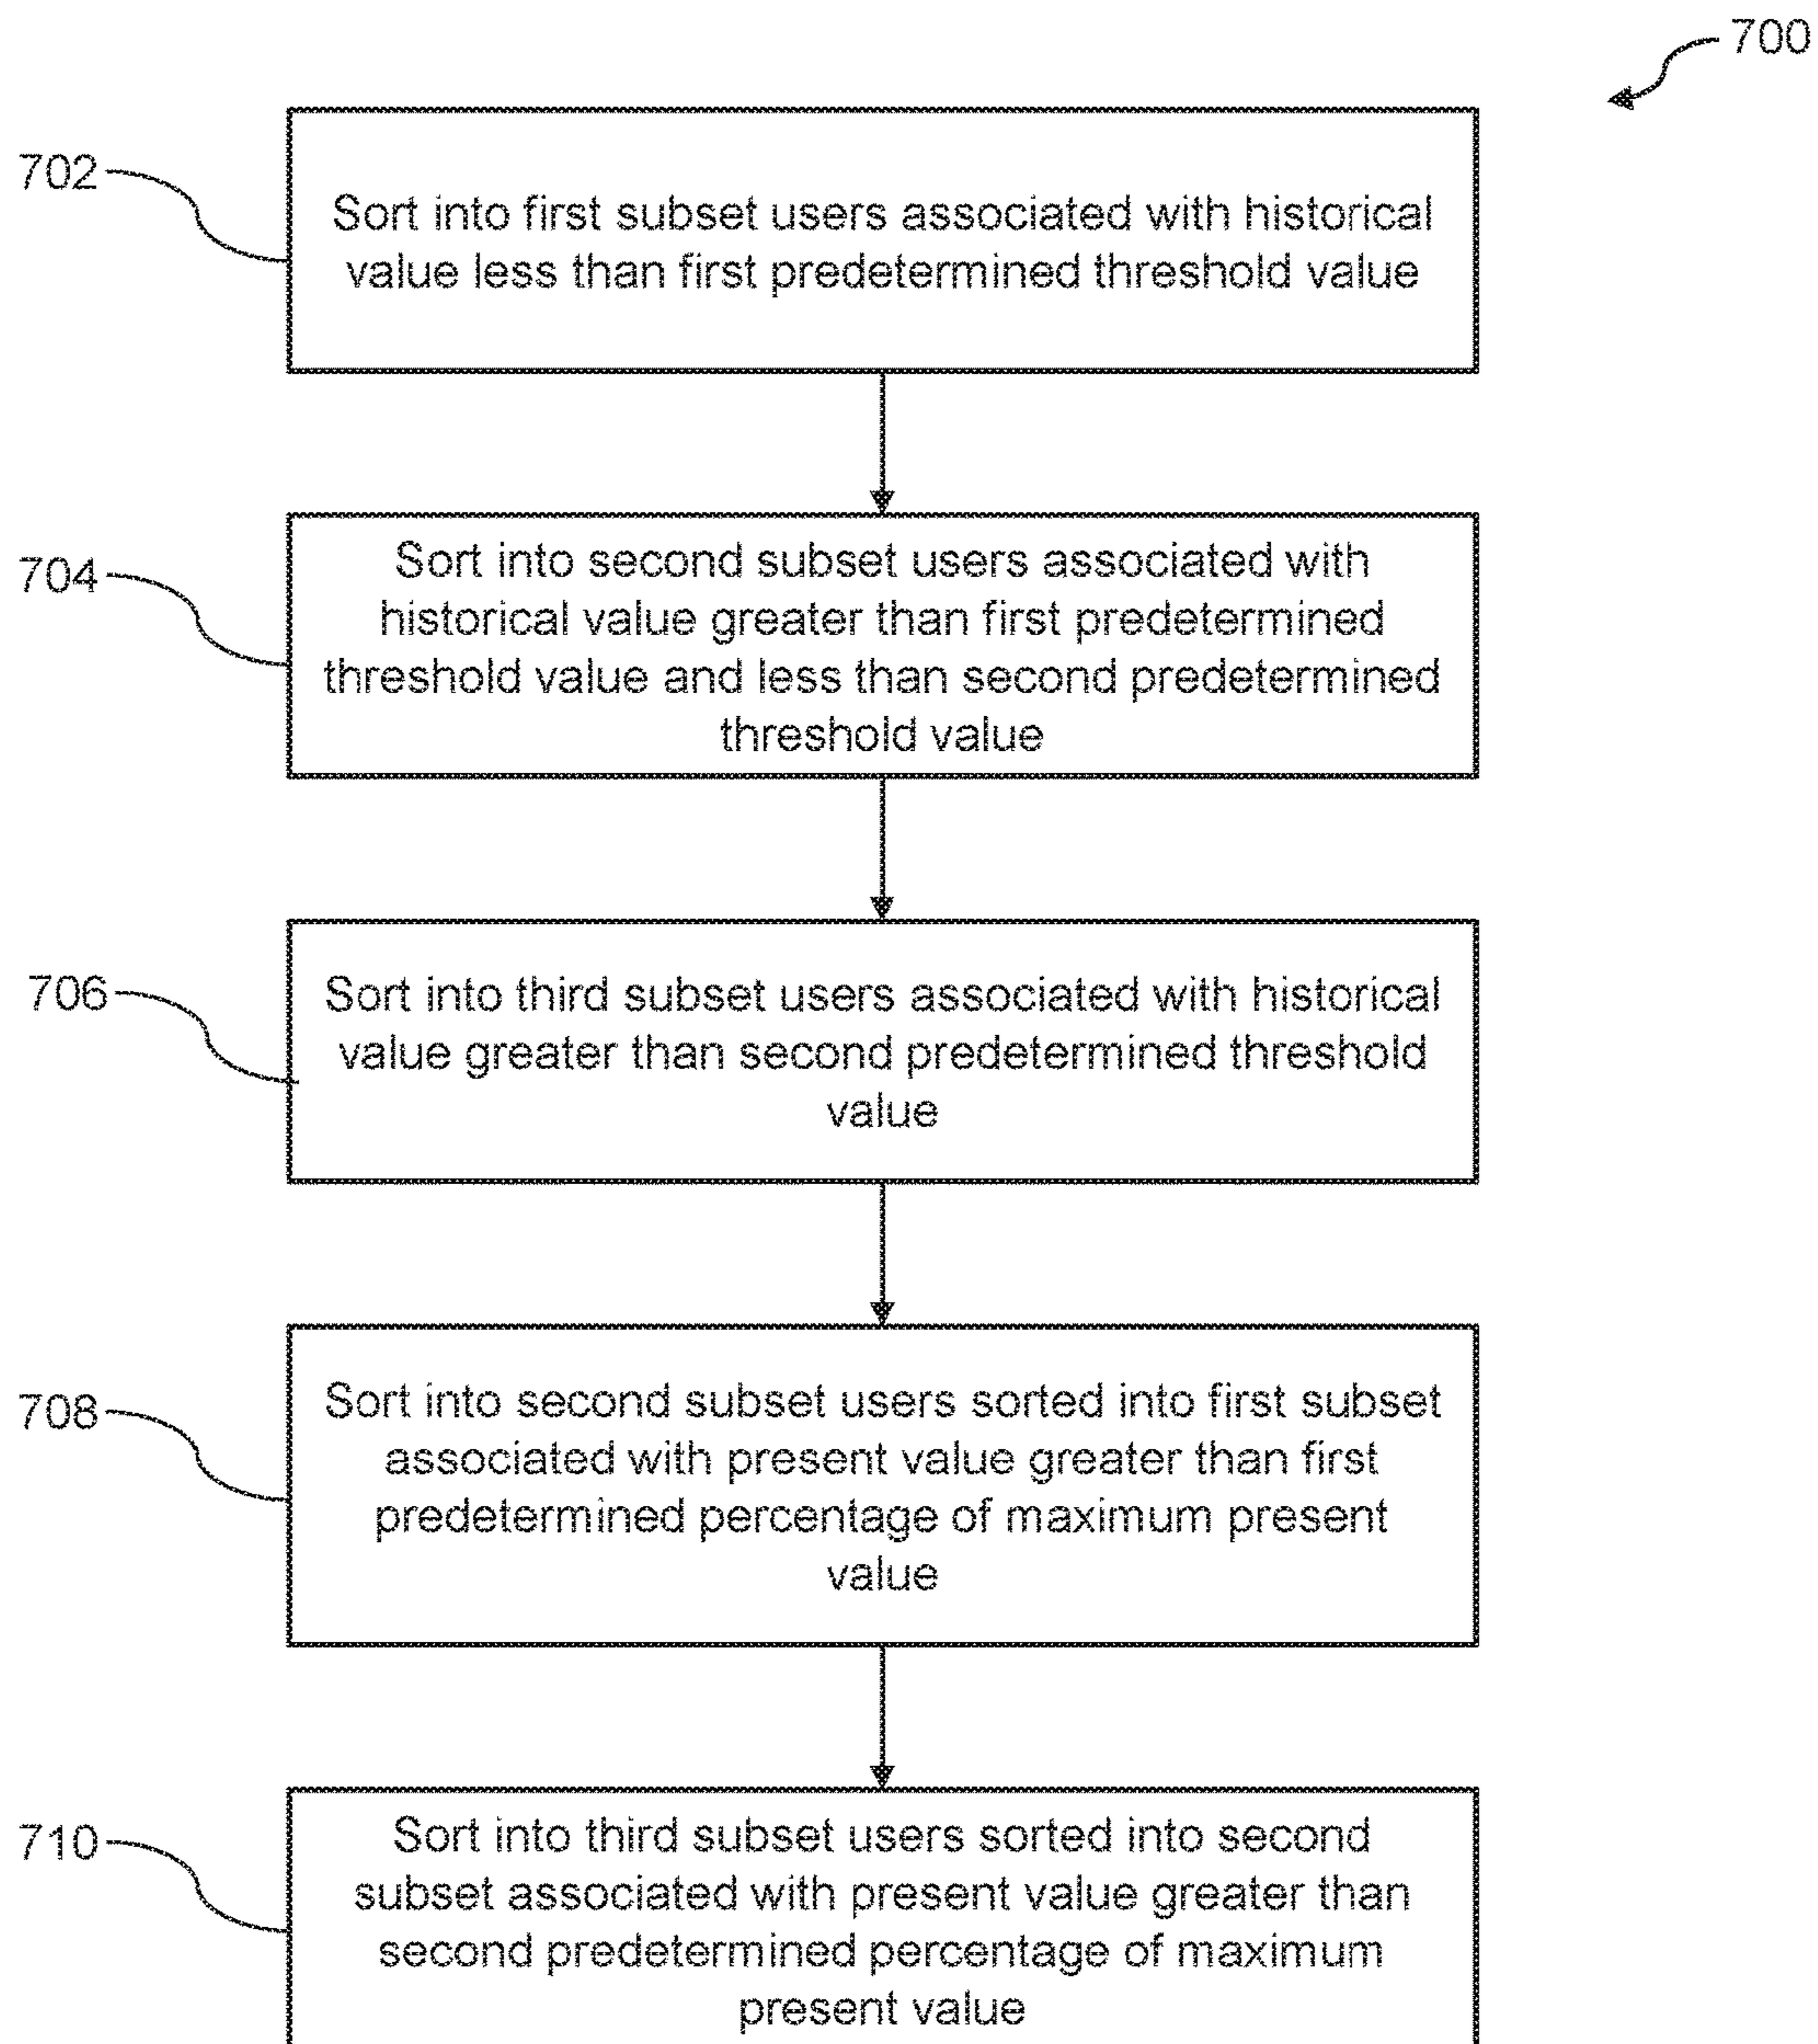 700
702
Sort into first subset users associated with historical
value less than first predetermined threshold value
704
Sort into second subset users associated with
historical value greater than first predetermined
threshold value and less than second predetermined
threshold value
706
Sort into third subset users associated with historical
value greater than second predetermined threshold
value
708
Sort into second subset users sorted into first subset
associated with present value greater than first
predetermined percentage of maximum present
value
710
Sort into third subset users sorted into second
subset associated with present value greater than
second predetermined percentage of maximum
present value